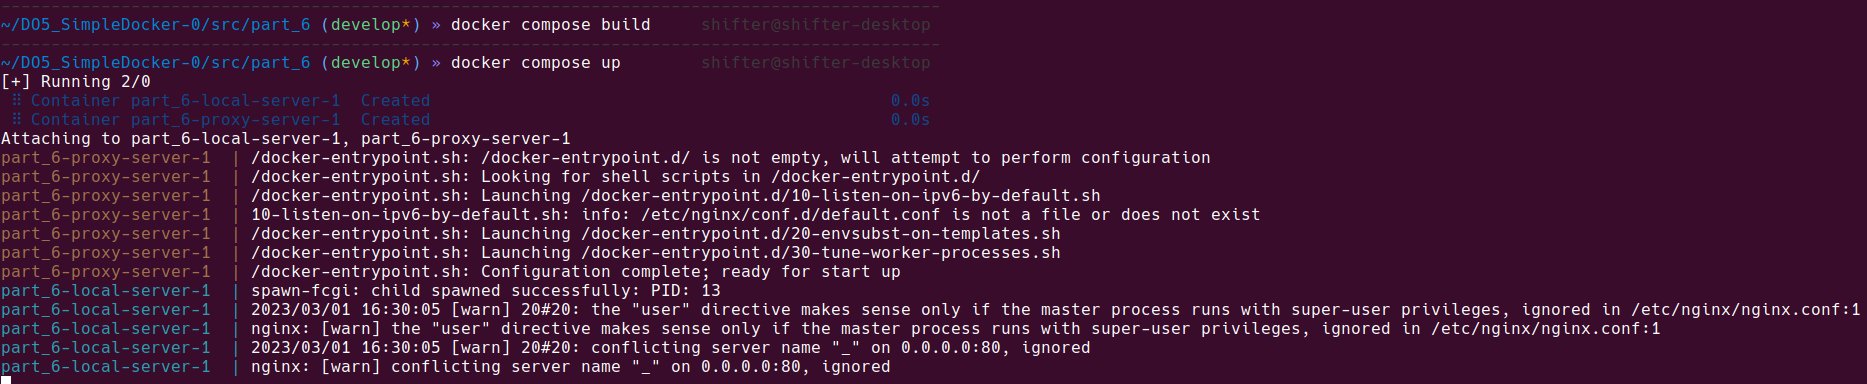 ~/DO5_SimpleDocker-0/src/part_6 (develop*) » docker compose build     shifter@shifter-desktop
~/DO5_SimpleDocker-0/src/part_6 (develop*) » docker compose up        shifter@shifter-desktop
[+] Running 2/0
⠿ Container part_6-local-server-1  Created                                              0.0s
⠿ Container part_6-proxy-server-1  Created                                              0.0s
Attaching to part_6-local-server-1, part_6-proxy-server-1
part_6-proxy-server-1  | /docker-entrypoint.sh: /docker-entrypoint.d/ is not empty, will attempt to perform configuration
part_6-proxy-server-1  | /docker-entrypoint.sh: Looking for shell scripts in /docker-entrypoint.d/
part_6-proxy-server-1  | /docker-entrypoint.sh: Launching /docker-entrypoint.d/10-listen-on-ipv6-by-default.sh
part_6-proxy-server-1  | 10-listen-on-ipv6-by-default.sh: info: /etc/nginx/conf.d/default.conf is not a file or does not exist
part_6-proxy-server-1  | /docker-entrypoint.sh: Launching /docker-entrypoint.d/20-envsubst-on-templates.sh
part_6-proxy-server-1  | /docker-entrypoint.sh: Launching /docker-entrypoint.d/30-tune-worker-processes.sh
part_6-proxy-server-1  | /docker-entrypoint.sh: Configuration complete; ready for start up
part_6-local-server-1  | spawn-fcgi: child spawned successfully: PID: 13
part_6-local-server-1  | 2023/03/01 16:30:05 [warn] 20#20: the "user" directive makes sense only if the master process runs with super-user privileges, ignored in /etc/nginx/nginx.conf:1
part_6-local-server-1  | nginx: [warn] the "user" directive makes sense only if the master process runs with super-user privileges, ignored in /etc/nginx/nginx.conf:1
part_6-local-server-1  | 2023/03/01 16:30:05 [warn] 20#20: conflicting server name "_" on 0.0.0.0:80, ignored
part_6-local-server-1  | nginx: [warn] conflicting server name "_" on 0.0.0.0:80, ignored